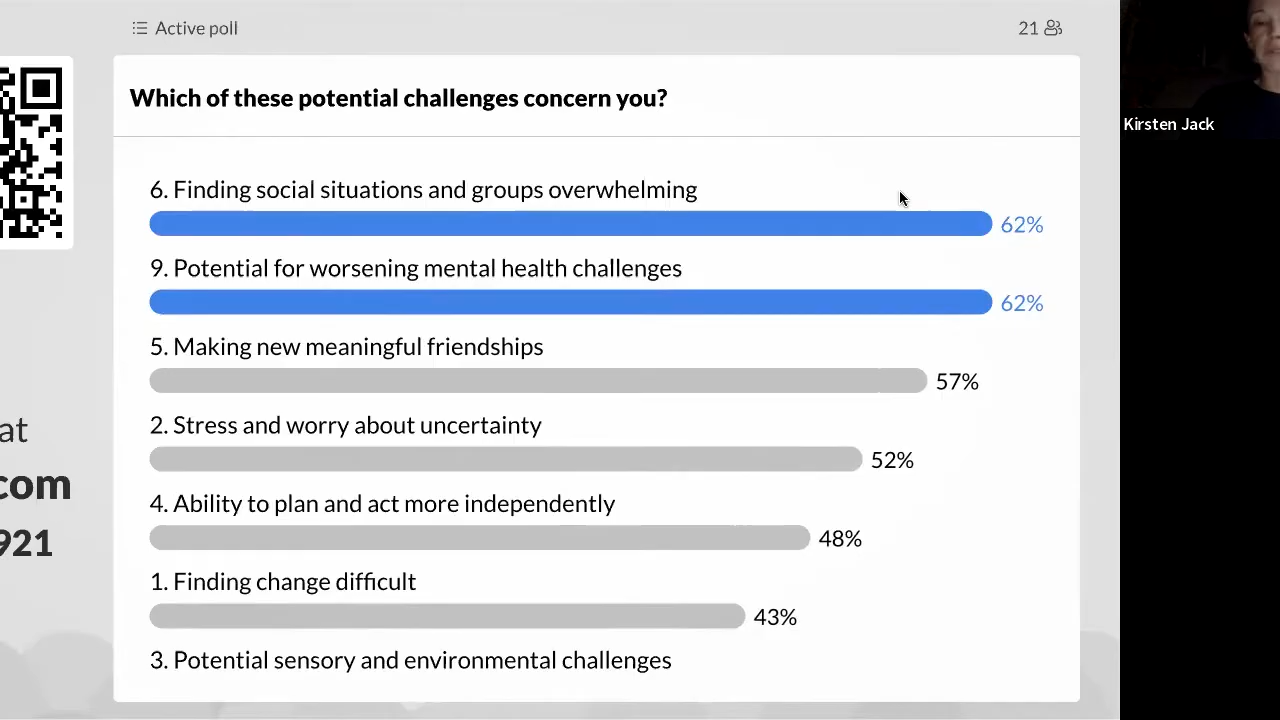 Active poll
21
Which of these potential challenges concern you?
6. Finding social situations and groups overwhelming
62%
9. Potential for worsening mental health challenges
62%
5. Making new meaningful friendships
57%
2. Stress and worry about uncertainty
52%
4. Ability to plan and act more independently
48%
1. Finding change difficult
43%
3. Potential sensory and environmental challenges
at
com
921
Kirsten Jack